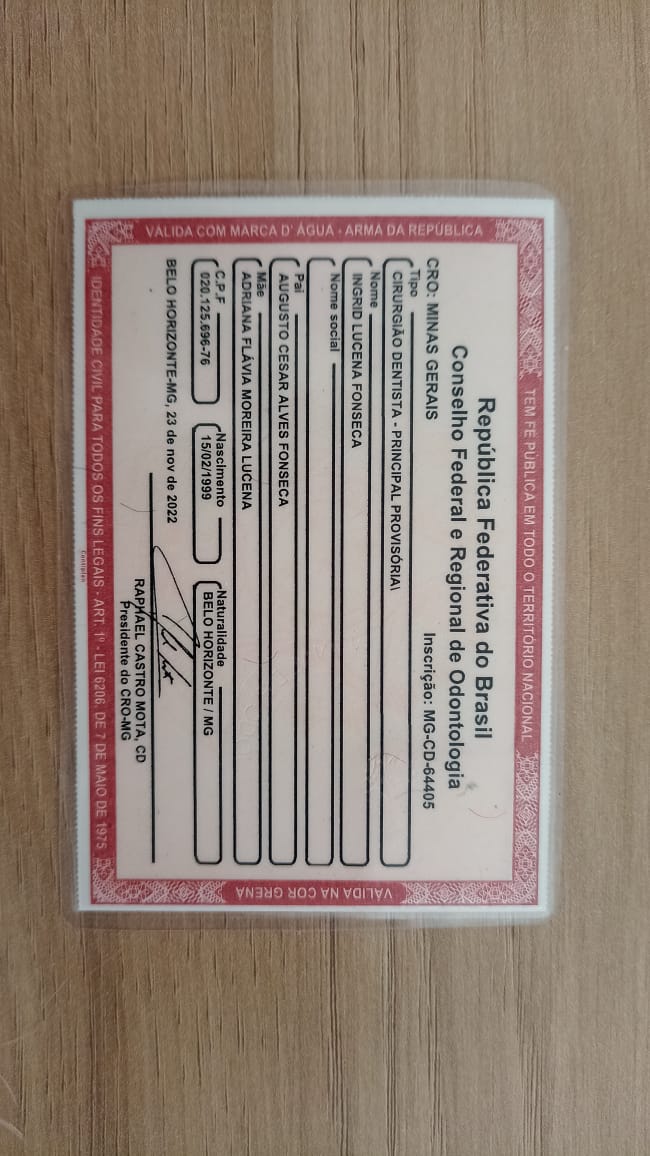 VÁLIDA COM MARCA D' ÁGUA - ARMA DA REPÚBLICA
TEM FÉ PÚBLICA EM TODO O TERRITÓRIO NACIONAL
República Federativa do Brasil
Conselho Federal e Regional de Odontologia
CRO: MINAS GERAIS Inscrição: MG-CD-64405
Tipo
CIRURGIÃO DENTISTA - PRINCIPAL PROVISÓRIA\
Nome
INGRID LUCENA FONSECA
Nome social
Pai
AUGUSTO CESAR ALVES FONSECA
Mãe
ADRIANA FLÁVIA MOREIRA LUCENA
C.P.F Nascimento Naturalidade
020.125.696-76 15/02/1999 BELO HORIZONTE / MG
BELO HORIZONTE-MG, 23 de nov de 2022
RAPHAEL CASTRO MOTA, CD
Presidente do CRO-MG
VÁLIDA NA COR GRENÁ
IDENTIDADE CIVIL PARA TODOS OS FINS LEGAIS - ART. 1º - LEI 6206, DE 7 DE MAIO DE 1975